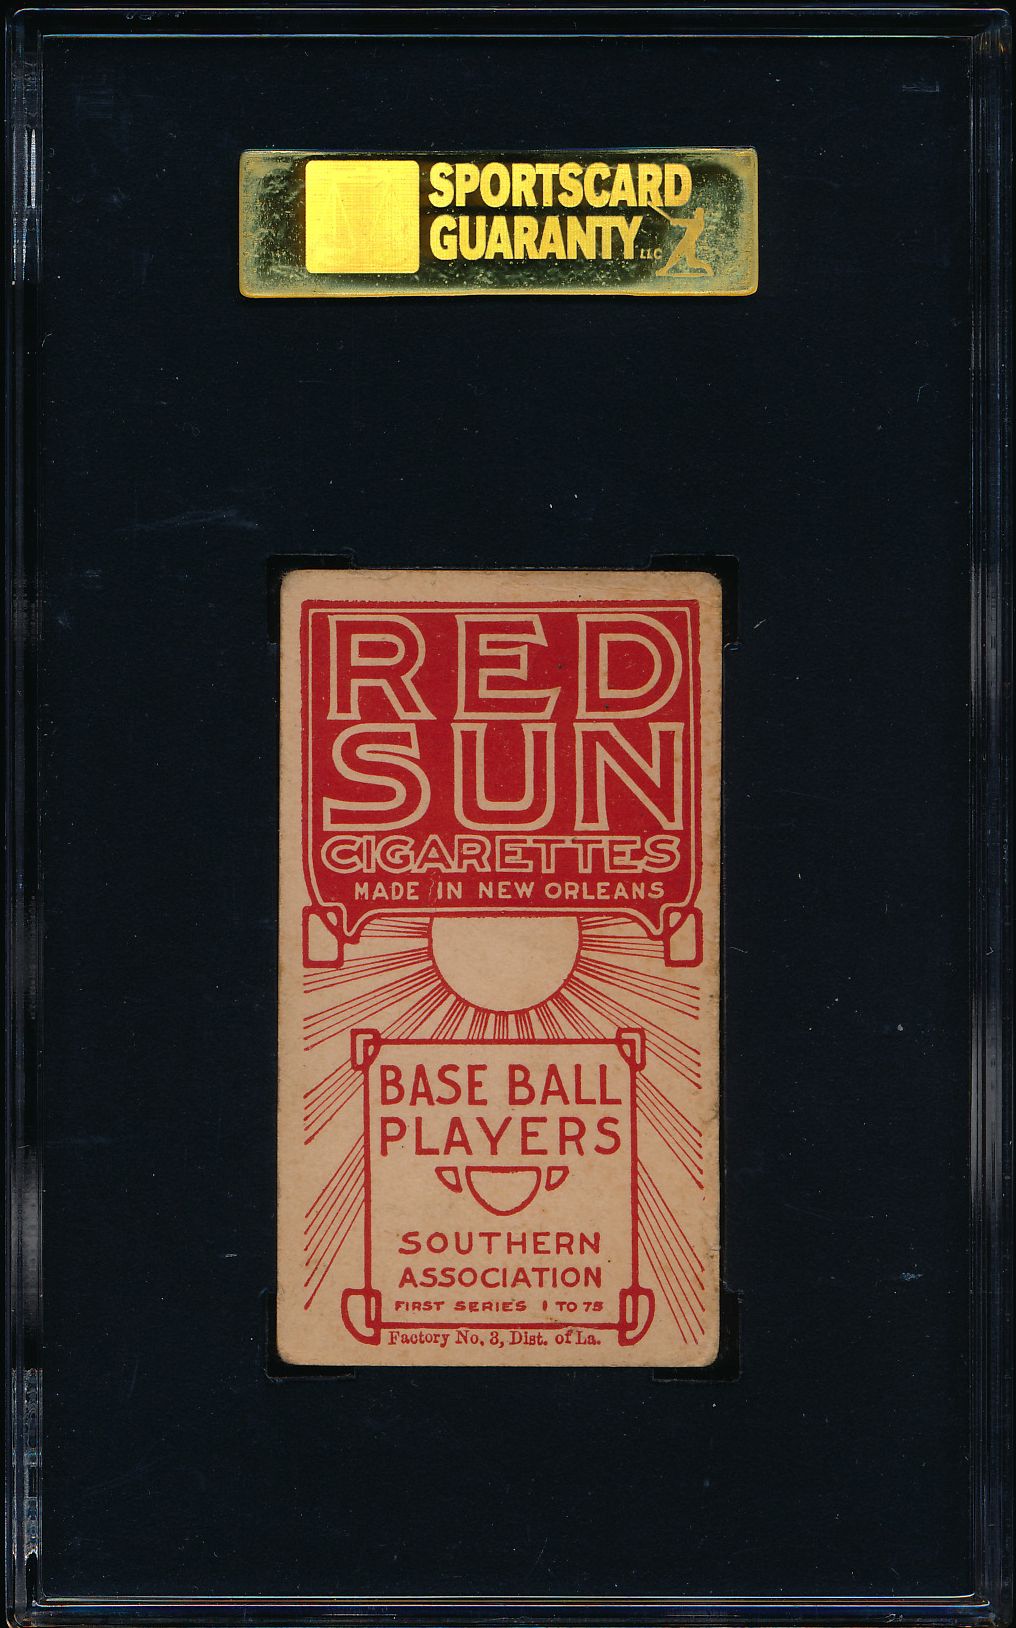 SPORTSCARD
GUARANTY LLC
RED
SUN
CIGARETTES
MADE IN NEW ORLEANS
BASE BALL
PLAYERS
SOUTHERN
ASSOCIATION
FIRST SERIES 1 TO 75
Factory No. 3, Dist. of La.